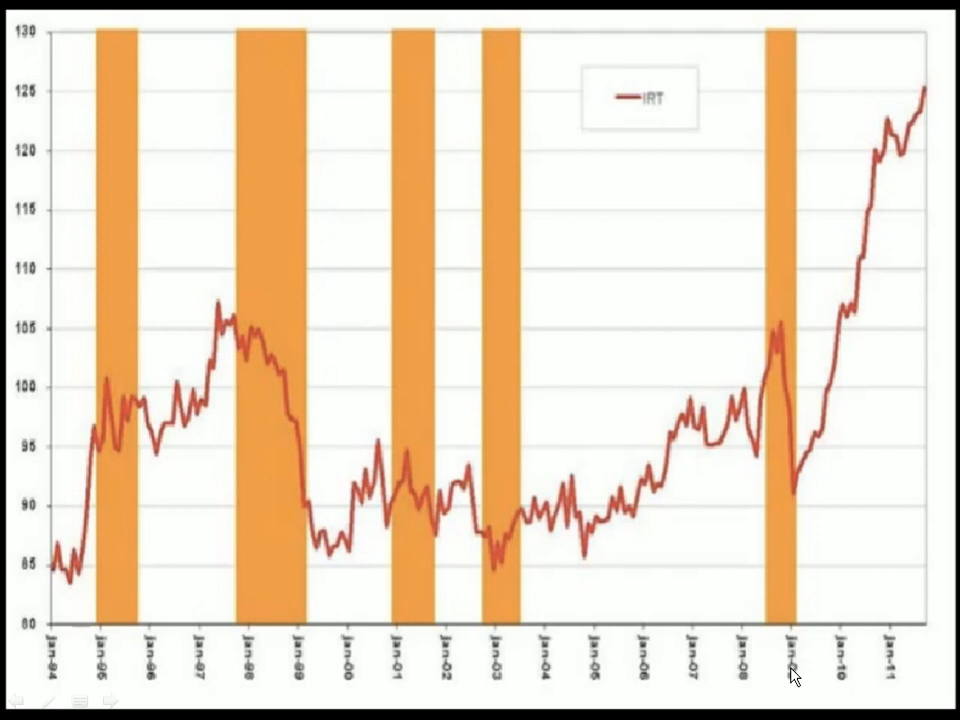 130
125
120
115
110
105
100
95
90
85
80
IRT
jan-94
jan-95
jan-96
jan-97
jan-98
jan-99
jan-00
jan-01
jan-02
jan-03
jan-04
jan-05
jan-06
jan-07
jan-08
jan-10
jan-11